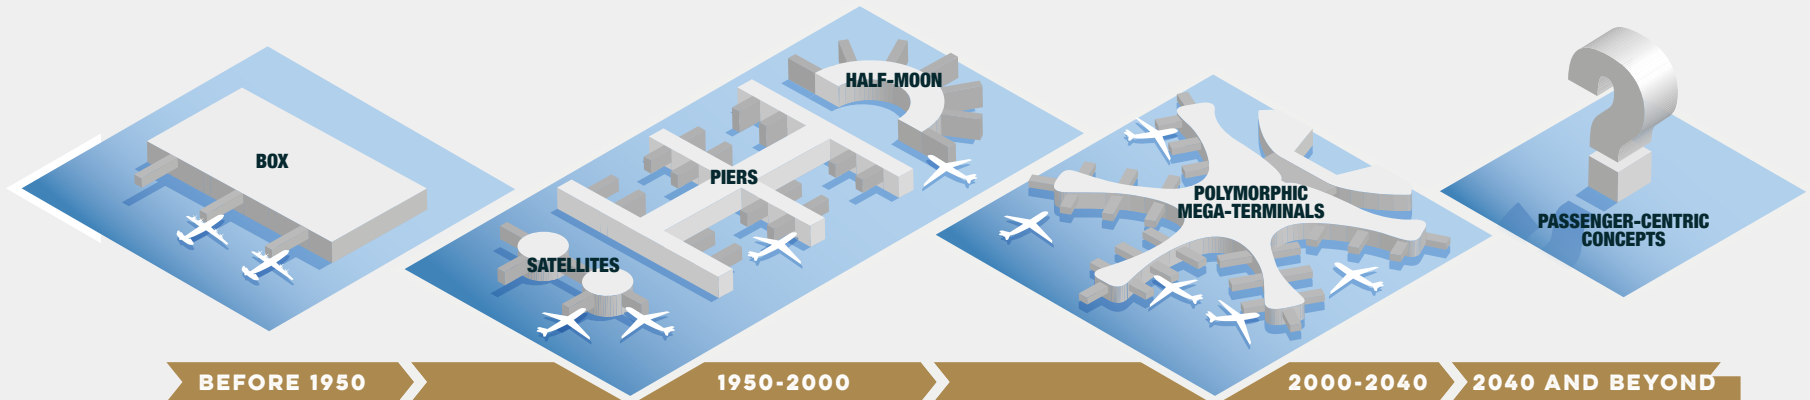 BOX
HALF-MOON
PIERS
SATELLITES
POLYMORPHIC
MEGA-TERMINALS
PASSENGER-CENTRIC
CONCEPTS
BEFORE 1950
1950-2000
2000-2040
2040 AND BEYOND